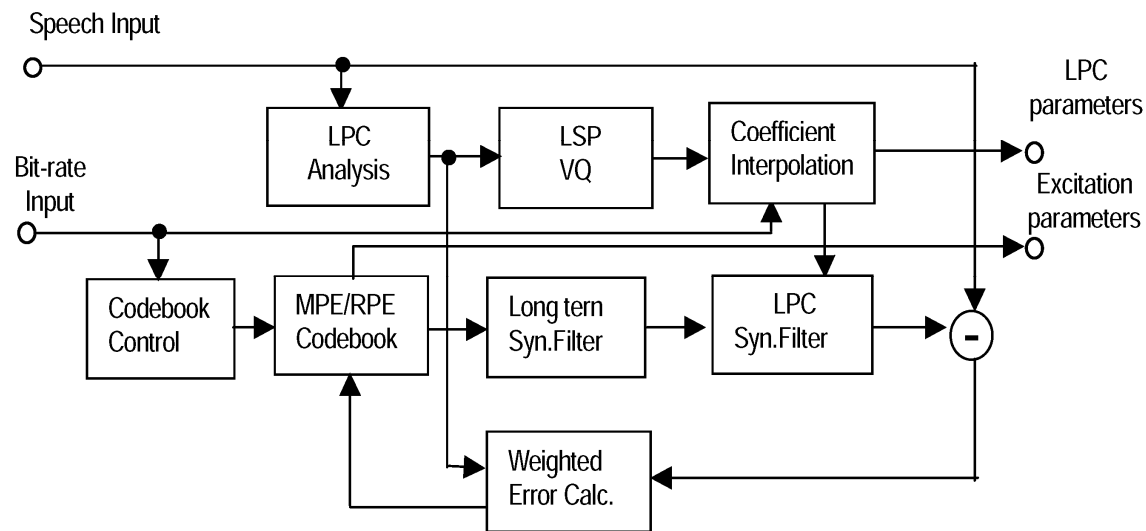 Speech Input
LPC
parameters
LPC
Analysis
LSP
VQ
Coefficient
Interpolation
Bit-rate
Input
Excitation
parameters
Codebook
Control
MPE/RPE
Codebook
Long tern
Syn.Filter
LPC
Syn.Filter
-
Weighted
Error Calc.